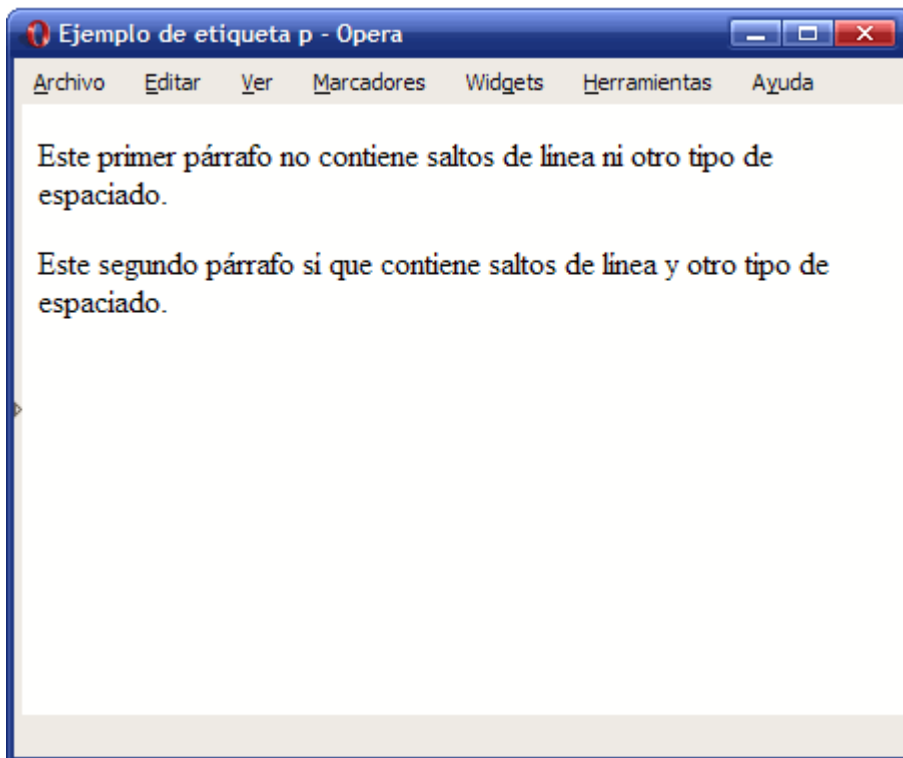 Ejemplo de etiqueta p - Opera
Archivo Editar Ver Marcadores Widgets Herramientas Ayuda
Este primer párrafo no contiene saltos de línea ni otro tipo de
espaciado.
Este segundo párrafo sí que contiene saltos de línea y otro tipo de
espaciado.